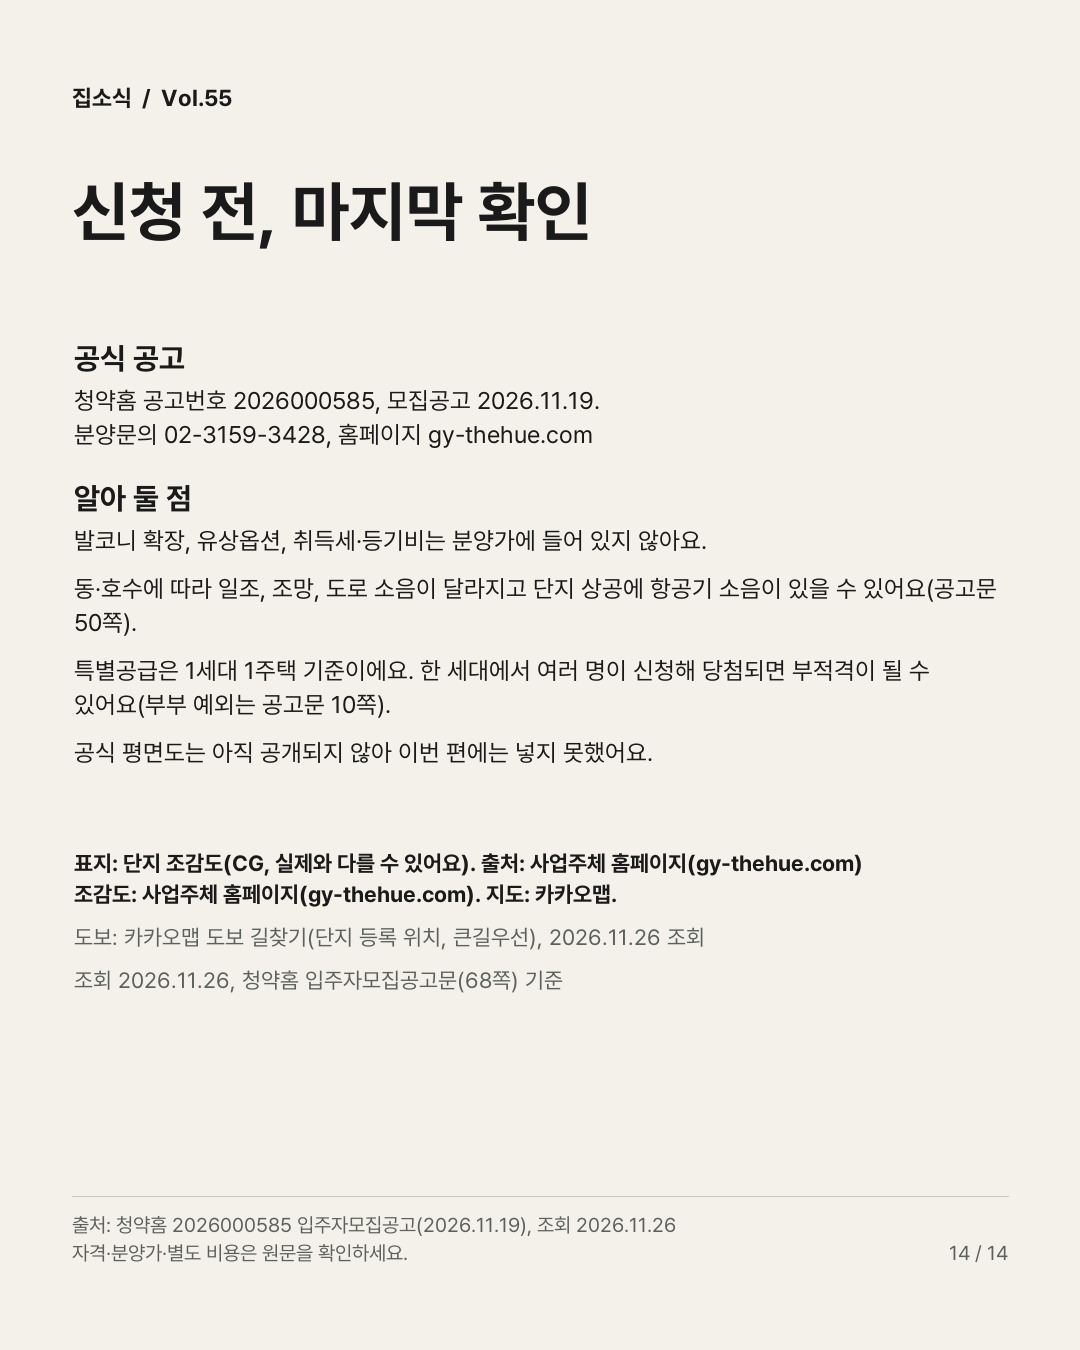 집소식 / Vol.55
신청 전, 마지막 확인
공식 공고
청약홈 공고번호 2026000585, 모집공고 2026.11.19.
분양문의 02-3159-3428, 홈페이지 gy-thehue.com
알아 둘 점
발코니 확장, 유상옵션, 취득세·등기비는 분양가에 들어 있지 않아요.
동·호수에 따라 일조, 조망, 도로 소음이 달라지고 단지 상공에 항공기 소음이 있을 수 있어요(공고문
50쪽).
특별공급은 1세대 1주택 기준이에요. 한 세대에서 여러 명이 신청해 당첨되면 부적격이 될 수
있어요(부부 예외는 공고문 10쪽).
공식 평면도는 아직 공개되지 않아 이번 편에는 넣지 못했어요.
표지: 단지 조감도(CG, 실제와 다를 수 있어요). 출처: 사업주체 홈페이지(gy-thehue.com)
조감도: 사업주체 홈페이지(gy-thehue.com). 지도: 카카오맵.
도보: 카카오맵 도보 길찾기(단지 등록 위치, 큰길우선), 2026.11.26 조회
조회 2026.11.26, 청약홈 입주자모집공고문(68쪽) 기준
출처: 청약홈 2026000585 입주자모집공고(2026.11.19), 조회 2026.11.26
자격·분양가·별도 비용은 원문을 확인하세요.
14 / 14